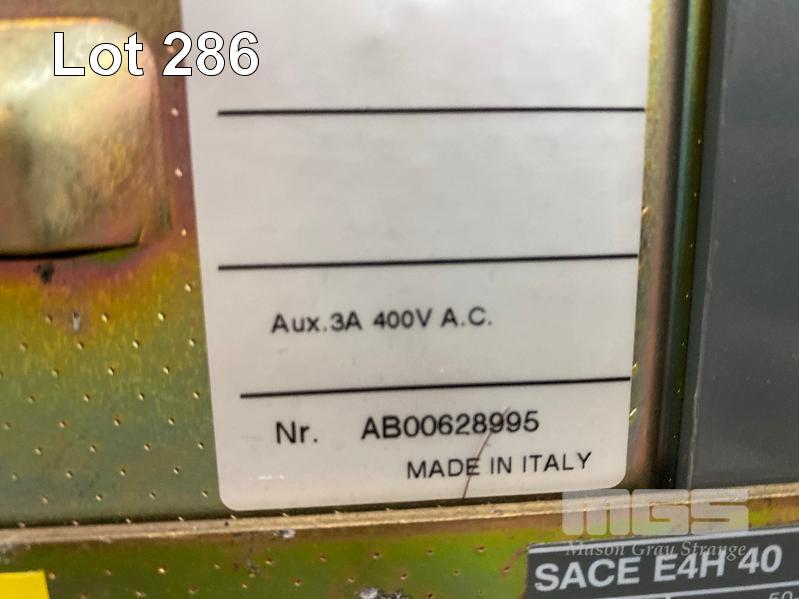 Lot 286
Aux.3A 400V A.C.
Nr. AB00628995
MADE IN ITALY
MGS
Mason Gray Strange
SACE E4H 40